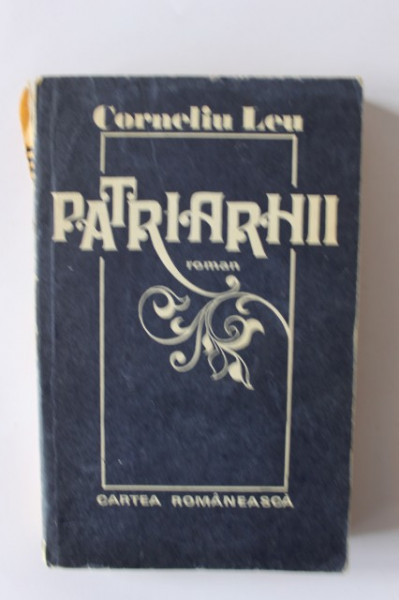 Corneliu Leu
PATRIARHII
roman
CARTEA ROMÂNEASCĂ